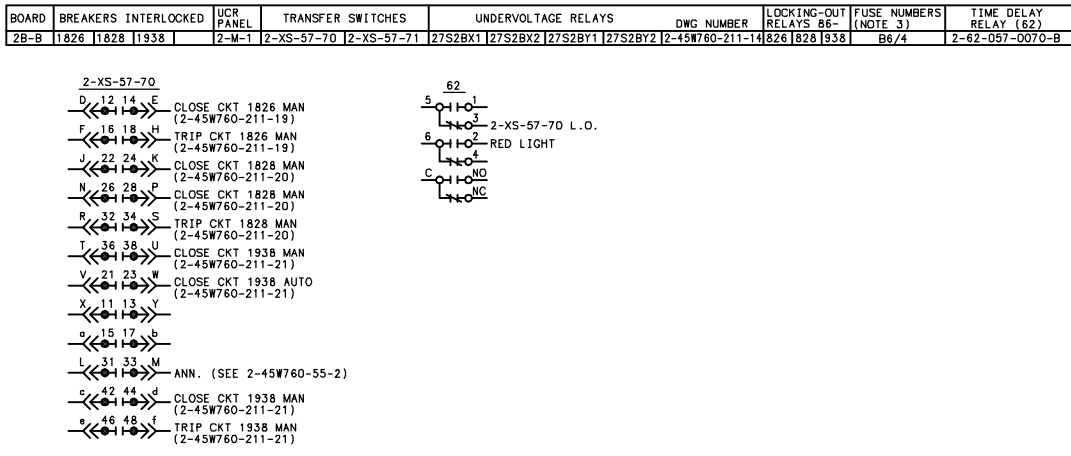 BOARD BREAKERS INTERLOCKED UCR PANEL TRANSFER SWITCHES UNDERVOLTAGE RELAYS DWG NUMBER LOCKING-OUT RELAYS 86- FUSE NUMBERS (NOTE 3) TIME DELAY RELAY (62)
2B-B 1826 1828 1938 2-M-1 2-XS-57-70 2-XS-57-71 27S2BX1 27S2BX2 27S2BY1 27S2BY2 2-45W760-211-14 826 828 938 B6/4 2-62-057-0070-B
2-XS-57-70
D 12 14 E CLOSE CKT 1826 MAN
(2-45W760-211-19)
F 16 18 H TRIP CKT 1826 MAN
(2-45W760-211-19)
J 22 24 K CLOSE CKT 1828 MAN
(2-45W760-211-20)
N 26 28 P CLOSE CKT 1828 MAN
(2-45W760-211-20)
R 32 34 S TRIP CKT 1828 MAN
(2-45W760-211-20)
T 36 38 U CLOSE CKT 1938 MAN
(2-45W760-211-21)
V 21 23 W CLOSE CKT 1938 AUTO
(2-45W760-211-21)
X 11 13 Y
a 15 17 b
L 31 33 M ANN. (SEE 2-45W760-55-2)
c 42 44 d CLOSE CKT 1938 MAN
(2-45W760-211-21)
e 46 48 f TRIP CKT 1938 MAN
(2-45W760-211-21)
62
5 1
3 2-XS-57-70 L.O.
6 2 RED LIGHT
4
C NO
NC